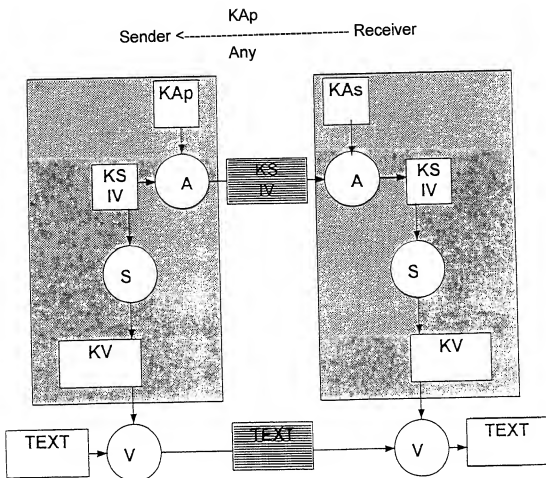 KAp
Sender
Receiver
Any
KAp
KAs
KS
IV
A
KS
IV
A
KS
IV
S
S
KV
KV
TEXT
V
TEXT
V
TEXT